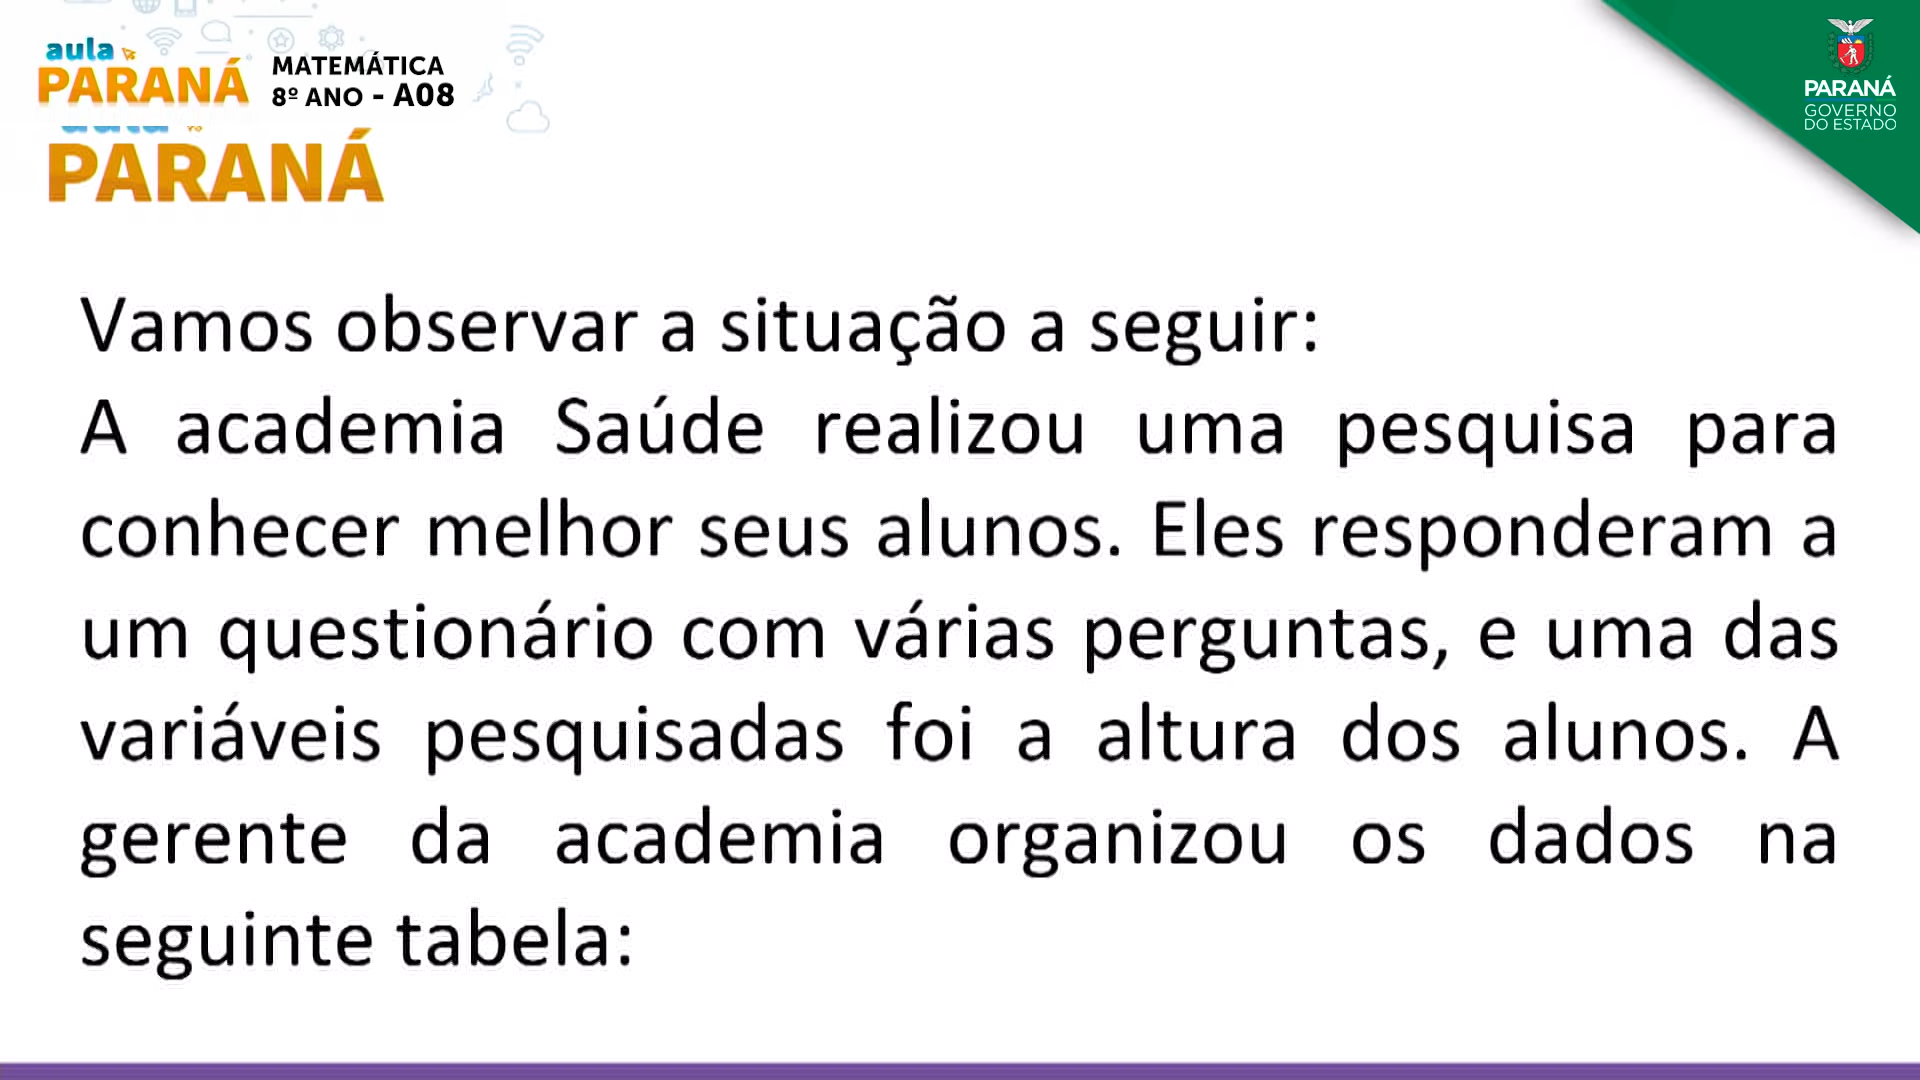 aula
PARANÁ
MATEMÁTICA
8º ANO - A08
PARANÁ
GOVERNO
DO ESTADO
aula
PARANÁ
Vamos observar a situação a seguir:
A academia Saúde realizou uma pesquisa para
conhecer melhor seus alunos. Eles responderam a
um questionário com várias perguntas, e uma das
variáveis pesquisadas foi a altura dos alunos. A
gerente da academia organizou os dados na
seguinte tabela: